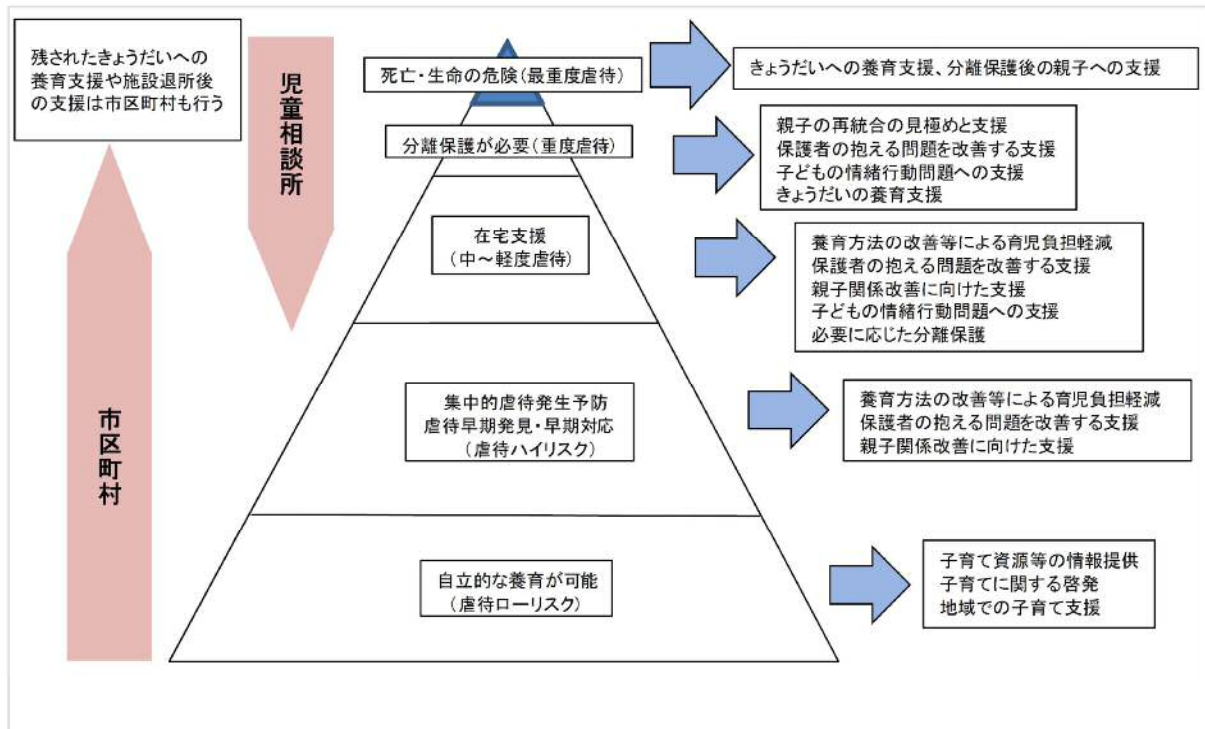 残されたきょうだいへの
養育支援や施設退所後
の支援は市区町村も行う
児童相談所
市区町村
死亡・生命の危険(最重度虐待)
きょうだいへの養育支援、分離保護後の親子への支援
分離保護が必要(重度虐待)
親子の再統合の見極めと支援
保護者の抱える問題を改善する支援
子どもの情緒行動問題への支援
きょうだいの養育支援
在宅支援
(中～軽度虐待)
養育方法の改善等による育児負担軽減
保護者の抱える問題を改善する支援
親子関係改善に向けた支援
子どもの情緒行動問題への支援
必要に応じた分離保護
集中的虐待発生予防
虐待早期発見・早期対応
(虐待ハイリスク)
養育方法の改善等による育児負担軽減
保護者の抱える問題を改善する支援
親子関係改善に向けた支援
自立的な養育が可能
(虐待ローリスク)
子育て資源等の情報提供
子育てに関する啓発
地域での子育て支援